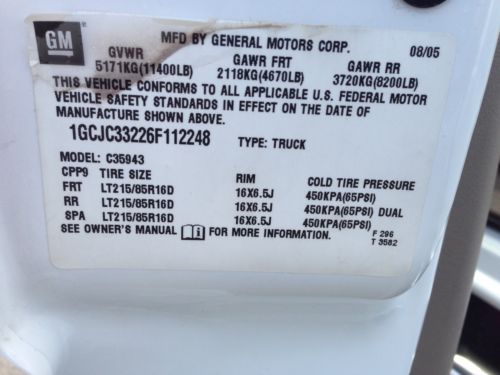 GM
MFD BY GENERAL MOTORS CORP. 08/05
GVWR GAWR FRT GAWR RR
5171KG(11400LB) 2118KG(4670LB) 3720KG(8200LB)
THIS VEHICLE CONFORMS TO ALL APPLICABLE U.S. FEDERAL MOTOR
VEHICLE SAFETY STANDARDS IN EFFECT ON THE DATE OF
MANUFACTURE SHOWN ABOVE.
1GCJC33226F112248 TYPE: TRUCK
MODEL: C35943
CPP9 TIRE SIZE RIM COLD TIRE PRESSURE
FRT LT215/85R16D 16X6.5J 450KPA(65PSI)
RR LT215/85R16D 16X6.5J 450KPA(65PSI) DUAL
SPA LT215/85R16D 16X6.5J 450KPA(65PSI)
SEE OWNER'S MANUAL i FOR MORE INFORMATION. F 296
T 3582